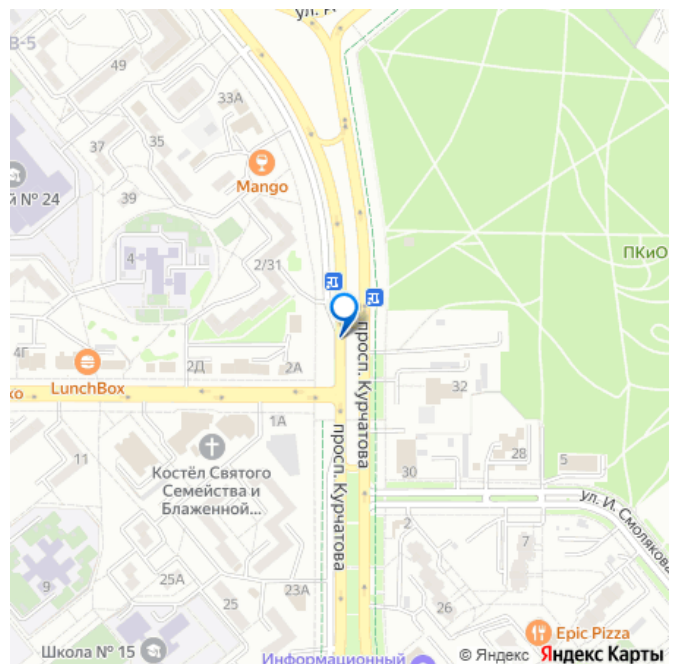 ул.
В-5
49
33А
35
37
Mango
й № 24
39
ПКиО
4
2/31
4Г
просп. Курчатова
2Д
2А
32
LunchBox
ко
1А
просп. Курчатова
11
Костёл Святого
Семейства и
Блаженной...
30
28
5
ул. И. Смолякова
2
7
25А
9
25
23А
26
Школа № 15
Epic Pizza
Информационный
© Яндекс Яндекс Карты